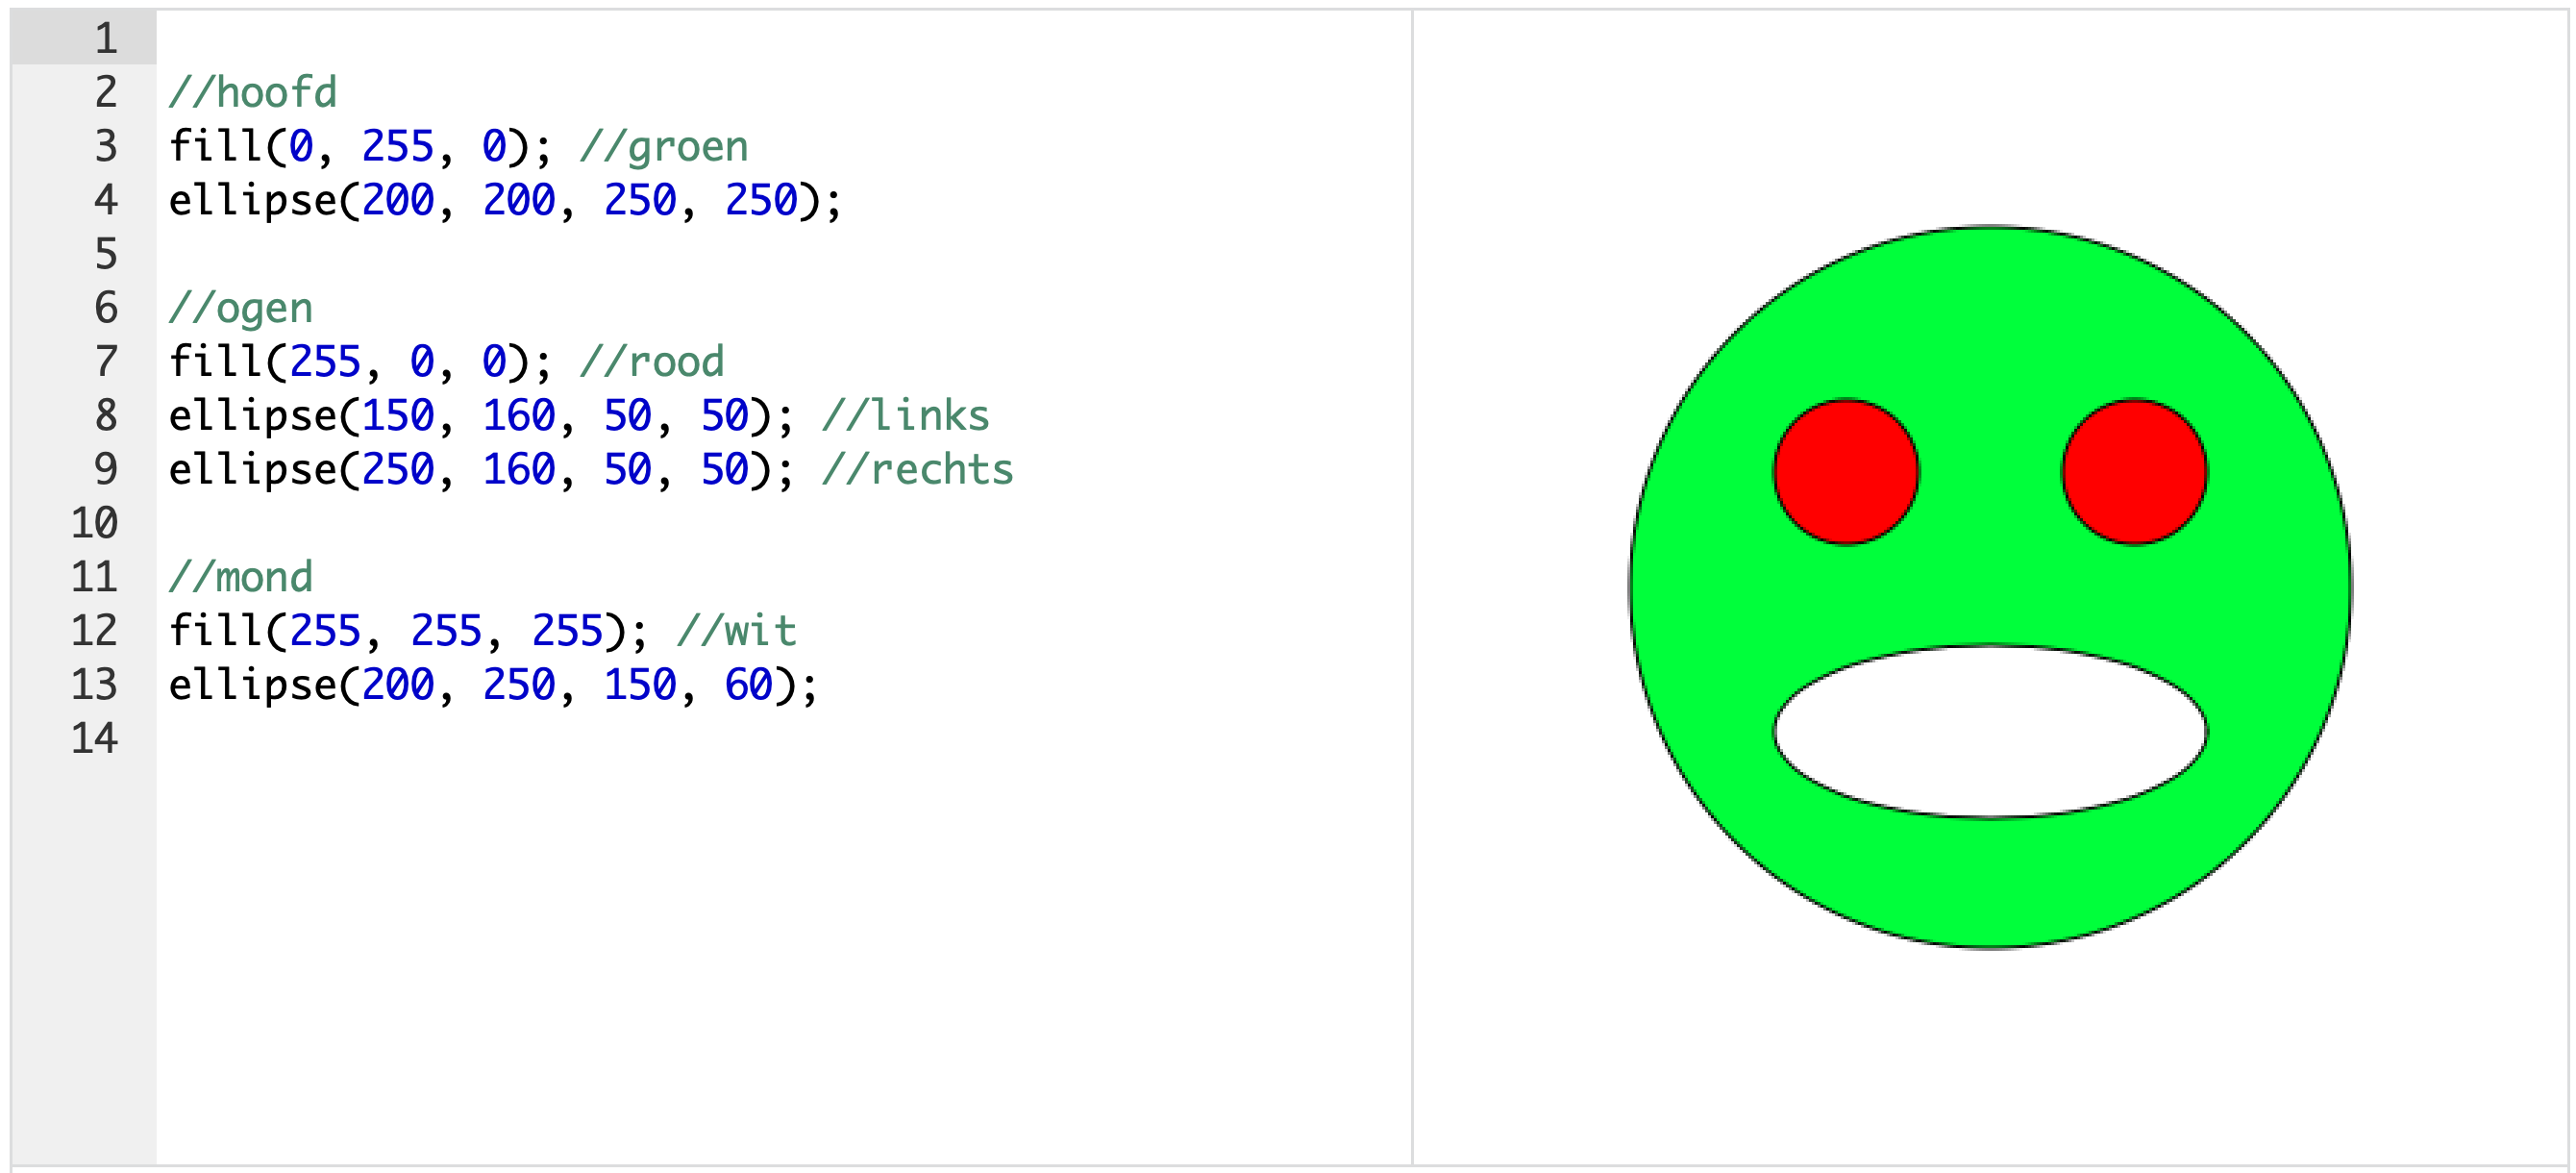 1
2 //hoofd
3 fill(0, 255, 0); //groen
4 ellipse(200, 200, 250, 250);
5
6 //ogen
7 fill(255, 0, 0); //rood
8 ellipse(150, 160, 50, 50); //links
9 ellipse(250, 160, 50, 50); //rechts
10
11 //mond
12 fill(255, 255, 255); //wit
13 ellipse(200, 250, 150, 60);
14